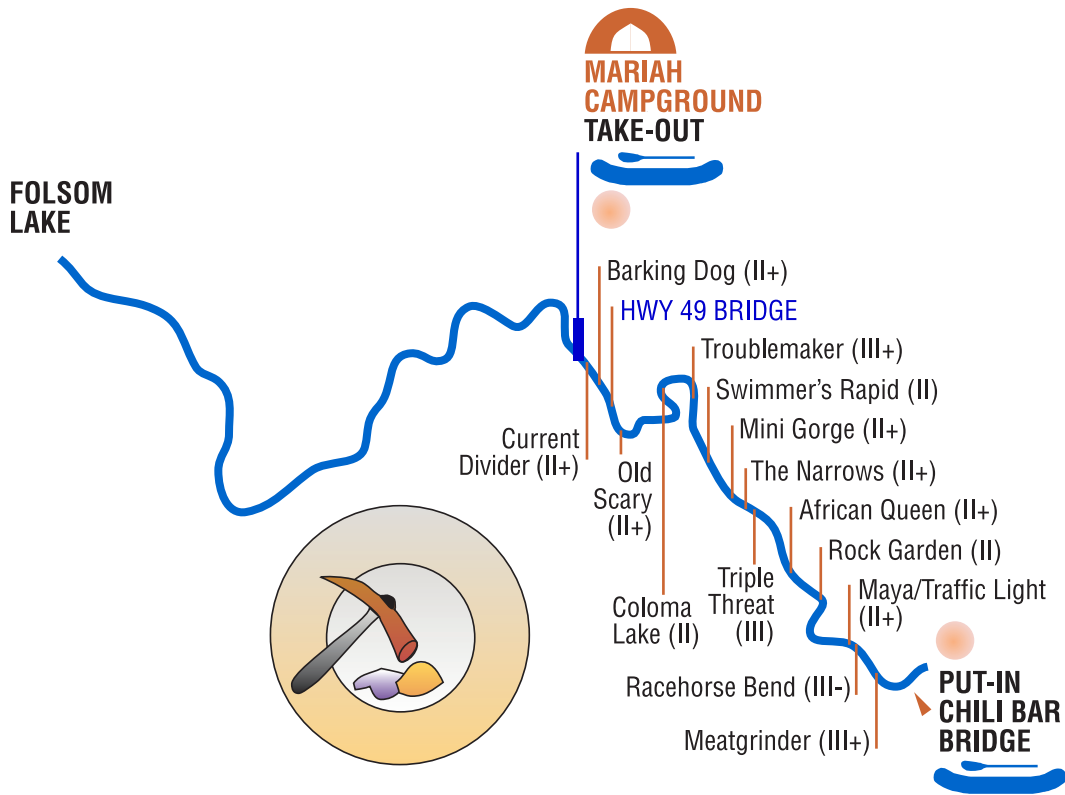 MARIAH
CAMPGROUND
TAKE-OUT
FOLSOM
LAKE
Barking Dog (II+)
HWY 49 BRIDGE
Troublemaker (III+)
Swimmer's Rapid (II)
Mini Gorge (II+)
Current
Divider (II+)
Old
Scary
(II+)
The Narrows (II+)
African Queen (II+)
Rock Garden (II)
Triple
Threat
(III)
Coloma
Lake (II)
Maya/Traffic Light
(II+)
Racehorse Bend (III-)
Meatgrinder (III+)
PUT-IN
CHILI BAR
BRIDGE